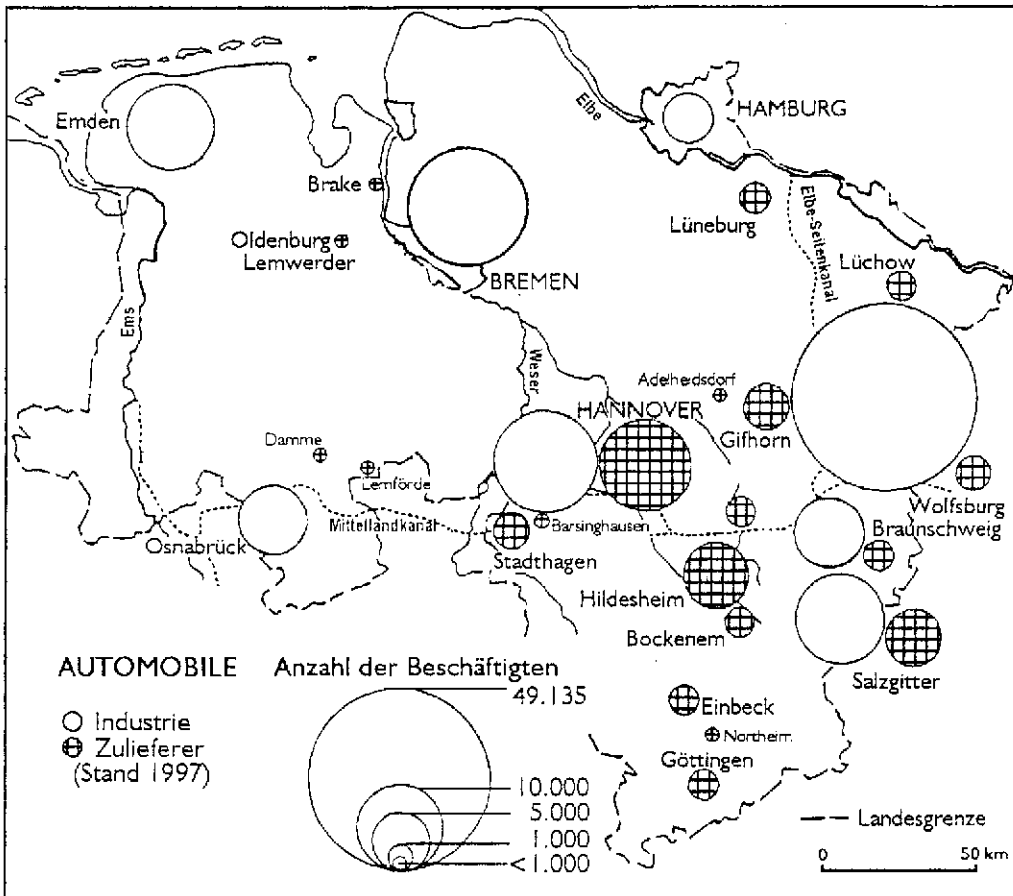 Elbe
HAMBURG
Emden
Brake
Lüneburg
Elbe-Seitenkanal
Oldenburg
Lemwerder
BREMEN
Lüchow
Ems
Weser
Adelheidsdorf
HANNOVER
Gifhorn
Damme
Lemförde
Wolfsburg
Mittellandkanal
Barsinghausen
Braunschweig
Osnabrück
Stadthagen
Hildesheim
Bockenem
Salzgitter
AUTOMOBILE
Industrie
Zulieferer
(Stand 1997)
Anzahl der Beschäftigten
49.135
10.000
5.000
1.000
<1.000
Einbeck
Northeim
Göttingen
Landesgrenze
0 50 km